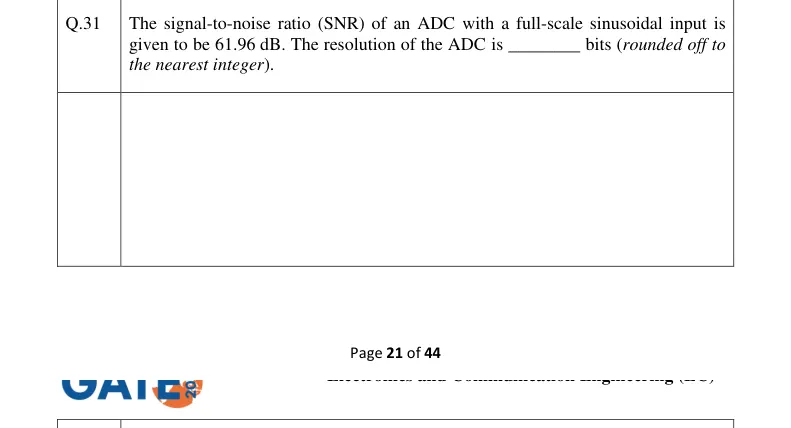 Q.31
The signal-to-noise ratio (SNR) of an ADC with a full-scale sinusoidal input is
given to be 61.96 dB. The resolution of the ADC is ________ bits (rounded off to
the nearest integer).
Page 21 of 44
GATE